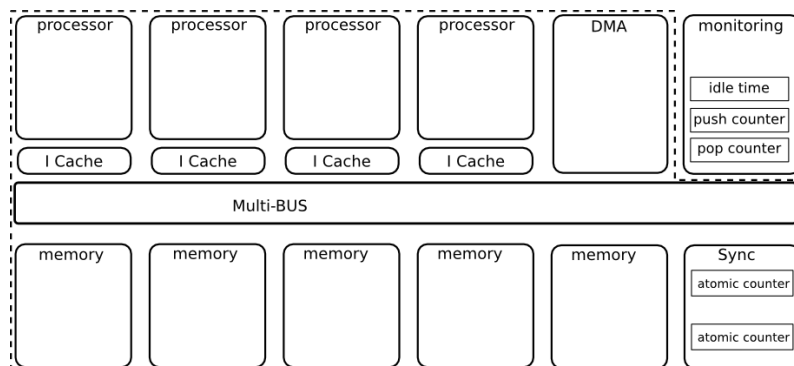 processor
processor
processor
processor
DMA
monitoring
idle time
push counter
pop counter
I Cache
I Cache
I Cache
I Cache
Multi-BUS
memory
memory
memory
memory
memory
Sync
atomic counter
atomic counter